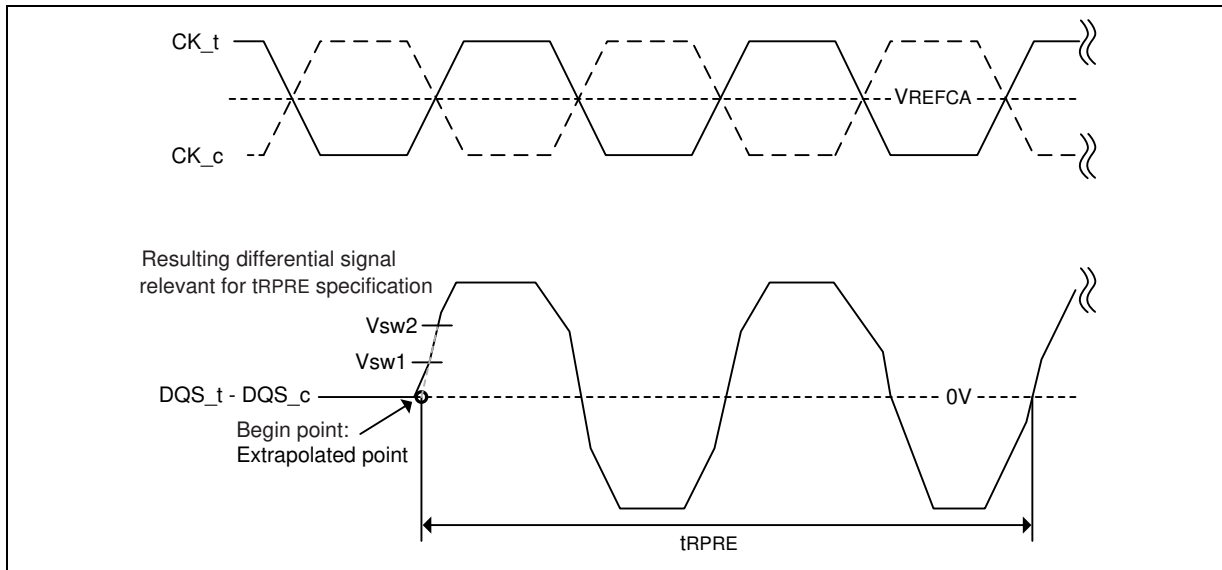 CK_t
VREFCA
CK_c
Resulting differential signal
relevant for tRPRE specification
Vsw2
Vsw1
DQS_t - DQS_c
0V
Begin point:
Extrapolated point
tRPRE